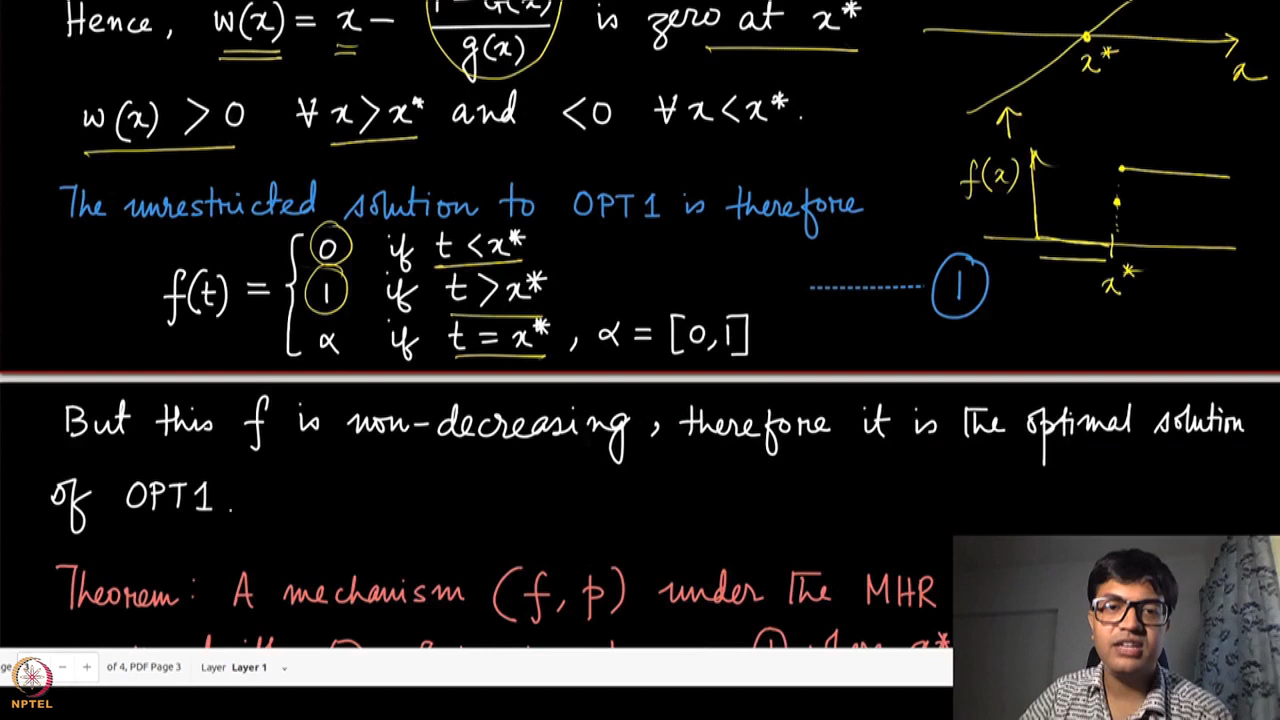 Hence, w(x) = x - (1 - G(x))/g(x) is zero at x*
w(x) > 0 ∀ x > x* and < 0 ∀ x < x*.
The unrestricted solution to OPT1 is therefore
f(t) = { 0 if t < x*
1 if t > x*
α if t = x*, α = [0,1]
1
x*
x
f(x)
x*
But this f is non-decreasing, therefore it is the optimal solution
of OPT1.
Theorem: A mechanism (f, p) under the MHR
3 of 4, PDF Page 3 Layer Layer 1
NPTEL